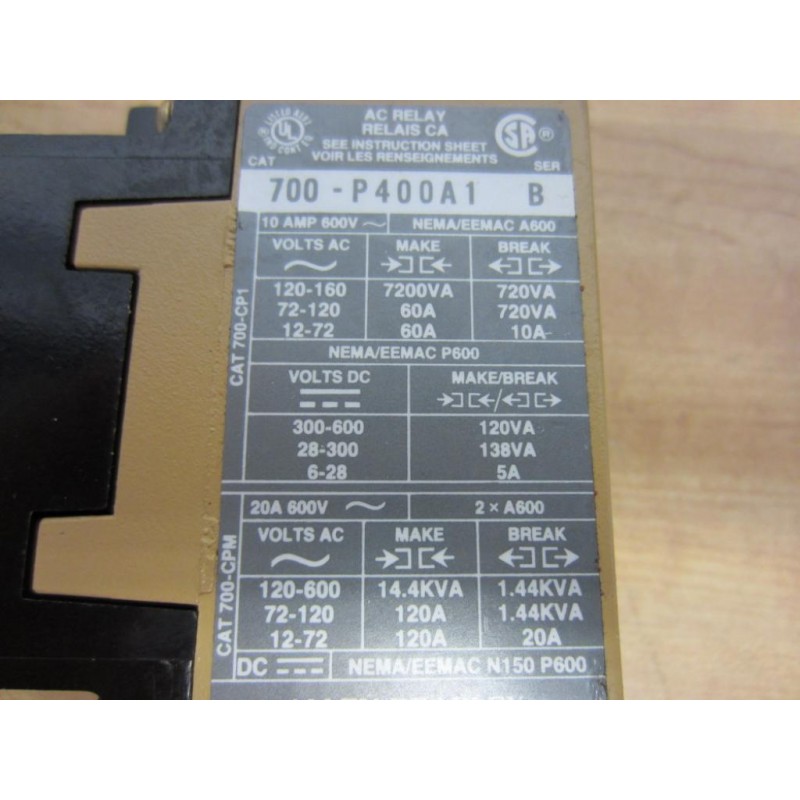 AC RELAY
RELAIS CA
SEE INSTRUCTION SHEET
VOIR LES RENSEIGNEMENTS
CAT SER
700 - P400A1 B
10 AMP 600V NEMA/EEMAC A600
VOLTS AC MAKE BREAK
120-160 7200VA 720VA
72-120 60A 720VA
12-72 60A 10A
NEMA/EEMAC P600
VOLTS DC MAKE/BREAK
300-600 120VA
28-300 138VA
6-28 5A
CAT 700-CP1
20A 600V 2 × A600
VOLTS AC MAKE BREAK
120-600 14.4KVA 1.44KVA
72-120 120A 1.44KVA
12-72 120A 20A
DC NEMA/EEMAC N150 P600
CAT 700-CPM
UL
SA ®